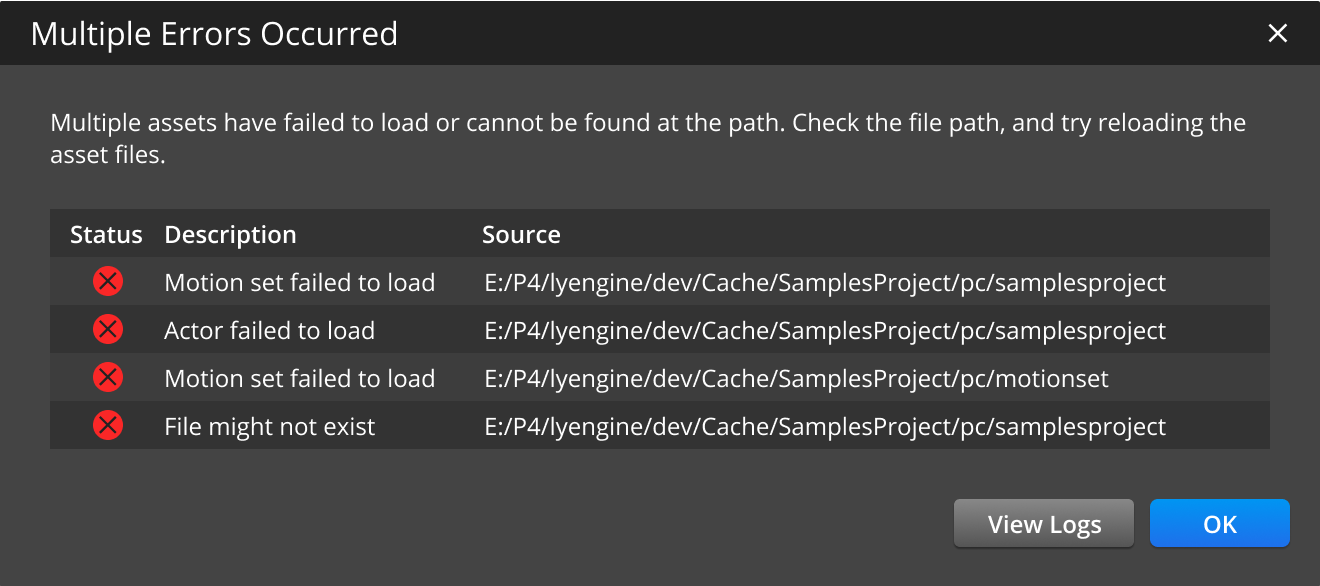 Multiple Errors Occurred
Multiple assets have failed to load or cannot be found at the path. Check the file path, and try reloading the
asset files.
Status Description Source
Motion set failed to load E:/P4/lyengine/dev/Cache/SamplesProject/pc/samplesproject
Actor failed to load E:/P4/lyengine/dev/Cache/SamplesProject/pc/samplesproject
Motion set failed to load E:/P4/lyengine/dev/Cache/SamplesProject/pc/motionset
File might not exist E:/P4/lyengine/dev/Cache/SamplesProject/pc/samplesproject
View Logs OK